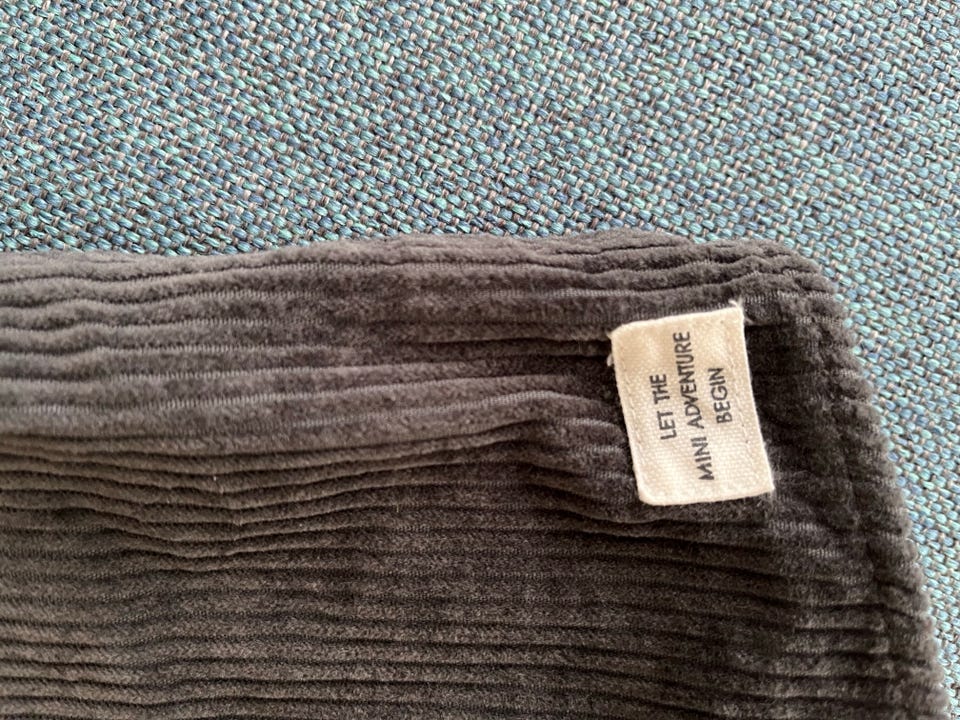 LET THE
MINI ADVENTURE
BEGIN